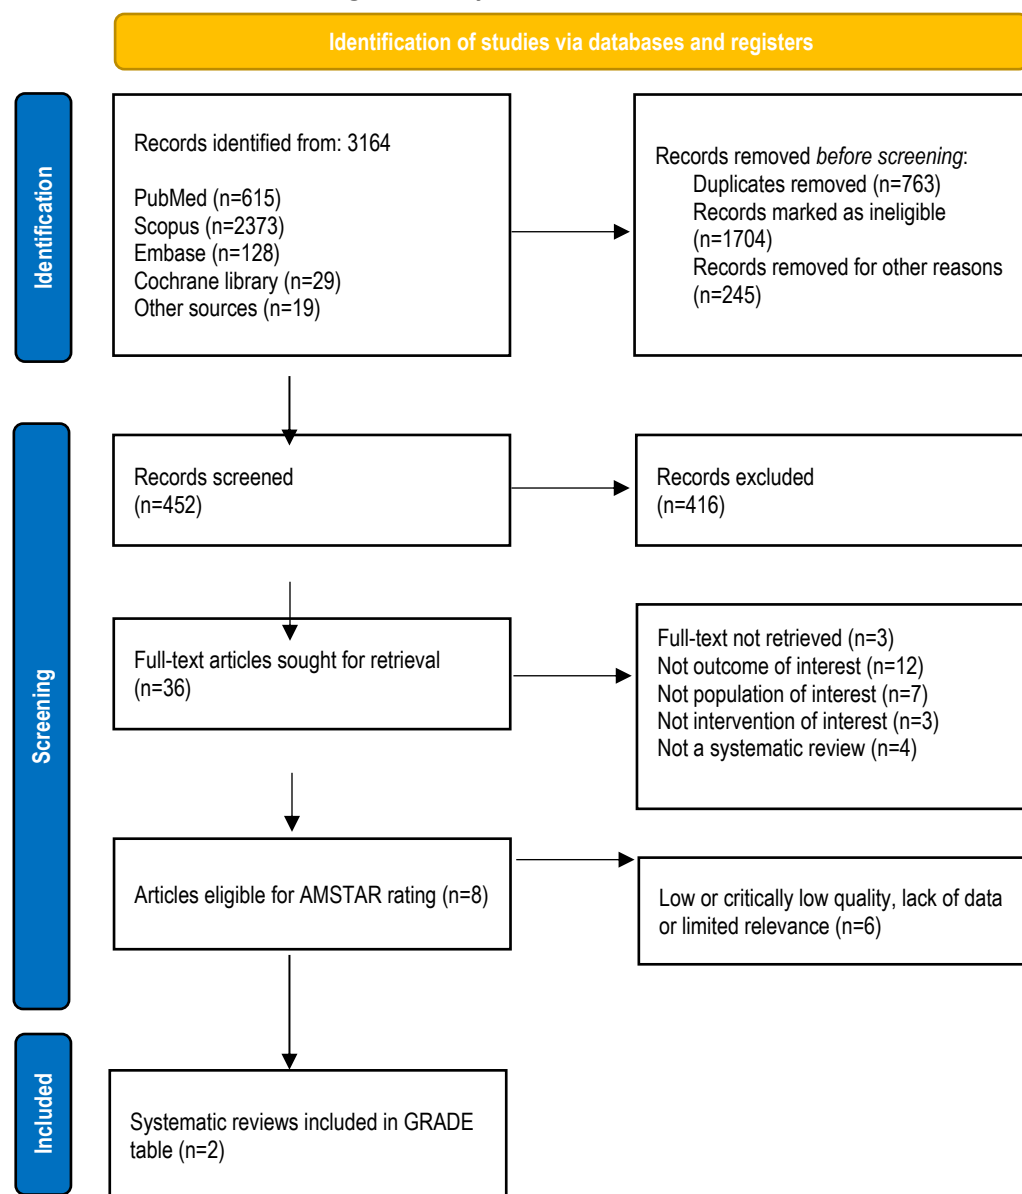 Identification of studies via databases and registers
Identification
Records identified from: 3164
PubMed (n=615)
Scopus (n=2373)
Embase (n=128)
Cochrane library (n=29)
Other sources (n=19)
Records removed before screening:
Duplicates removed (n=763)
Records marked as ineligible
(n=1704)
Records removed for other reasons
(n=245)
Screening
Records screened
(n=452)
Records excluded
(n=416)
Full-text articles sought for retrieval
(n=36)
Full-text not retrieved (n=3)
Not outcome of interest (n=12)
Not population of interest (n=7)
Not intervention of interest (n=3)
Not a systematic review (n=4)
Articles eligible for AMSTAR rating (n=8)
Low or critically low quality, lack of data
or limited relevance (n=6)
Included
Systematic reviews included in GRADE
table (n=2)